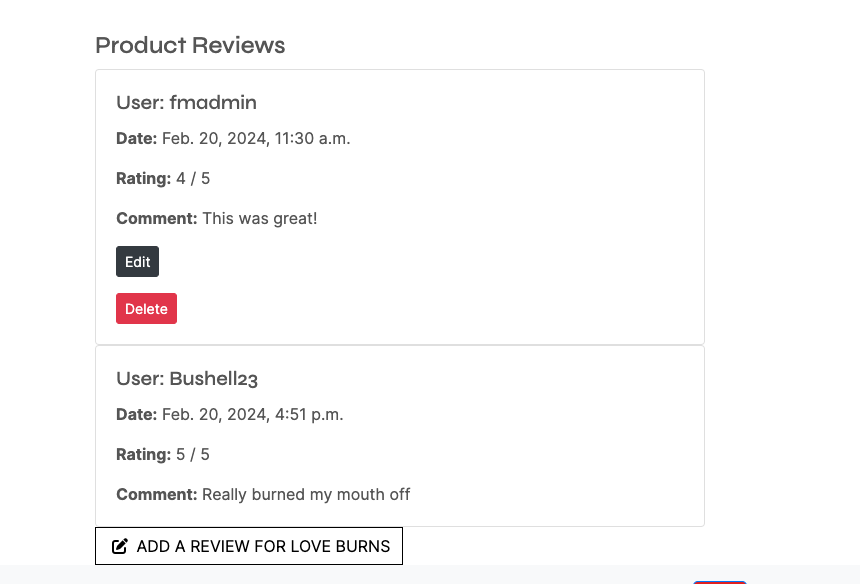 Product Reviews
User: fmadmin
Date: Feb. 20, 2024, 11:30 a.m.
Rating: 4 / 5
Comment: This was great!
Edit
Delete
User: Bushell23
Date: Feb. 20, 2024, 4:51 p.m.
Rating: 5 / 5
Comment: Really burned my mouth off
ADD A REVIEW FOR LOVE BURNS